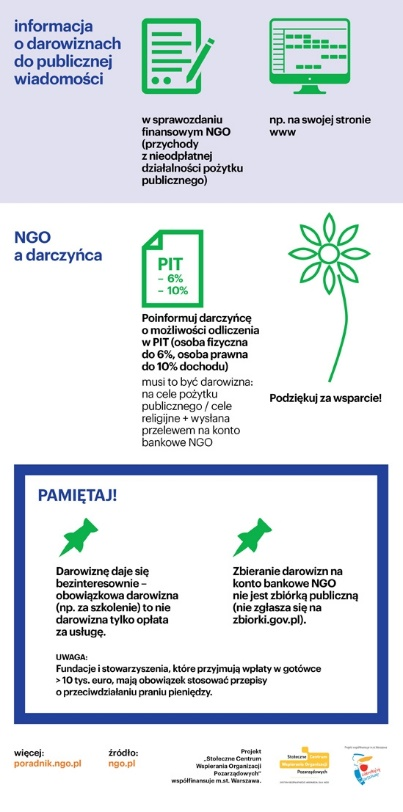 informacja
o darowiznach
do publicznej
wiadomości
w sprawozdaniu
finansowym NGO
(przychody
z nieodpłatnej
działalności pożytku
publicznego)
np. na swojej stronie
www
NGO
a darczyńca
PIT
– 6%
– 10%
Poinformuj darczyńcę
o możliwości odliczenia
w PIT (osoba fizyczna
do 6%, osoba prawna
do 10% dochodu)
musi to być darowizna:
na cele pożytku
publicznego / cele
religijne + wysłana
przelewem na konto
bankowe NGO
Podziękuj za wsparcie!
PAMIĘTAJ!
Darowiznę daje się
bezinteresownie –
obowiązkowa darowizna
(np. za szkolenie) to nie
darowizna tylko opłata
za usługę.
Zbieranie darowizn na
konto bankowe NGO
nie jest zbiórką publiczną
(nie zgłasza się na
zbiorki.gov.pl).
UWAGA:
Fundacje i stowarzyszenia, które przyjmują wpłaty w gotówce
> 10 tys. euro, mają obowiązek stosować przepisy
o przeciwdziałaniu praniu pieniędzy.
więcej:
poradnik.ngo.pl
źródło:
ngo.pl
Projekt
„Stołeczne Centrum
Wspierania Organizacji
Pozarządowych"
współfinansuje m.st. Warszawa.
Stołeczne Centrum
Wspierania Organizacji
Pozarządowych